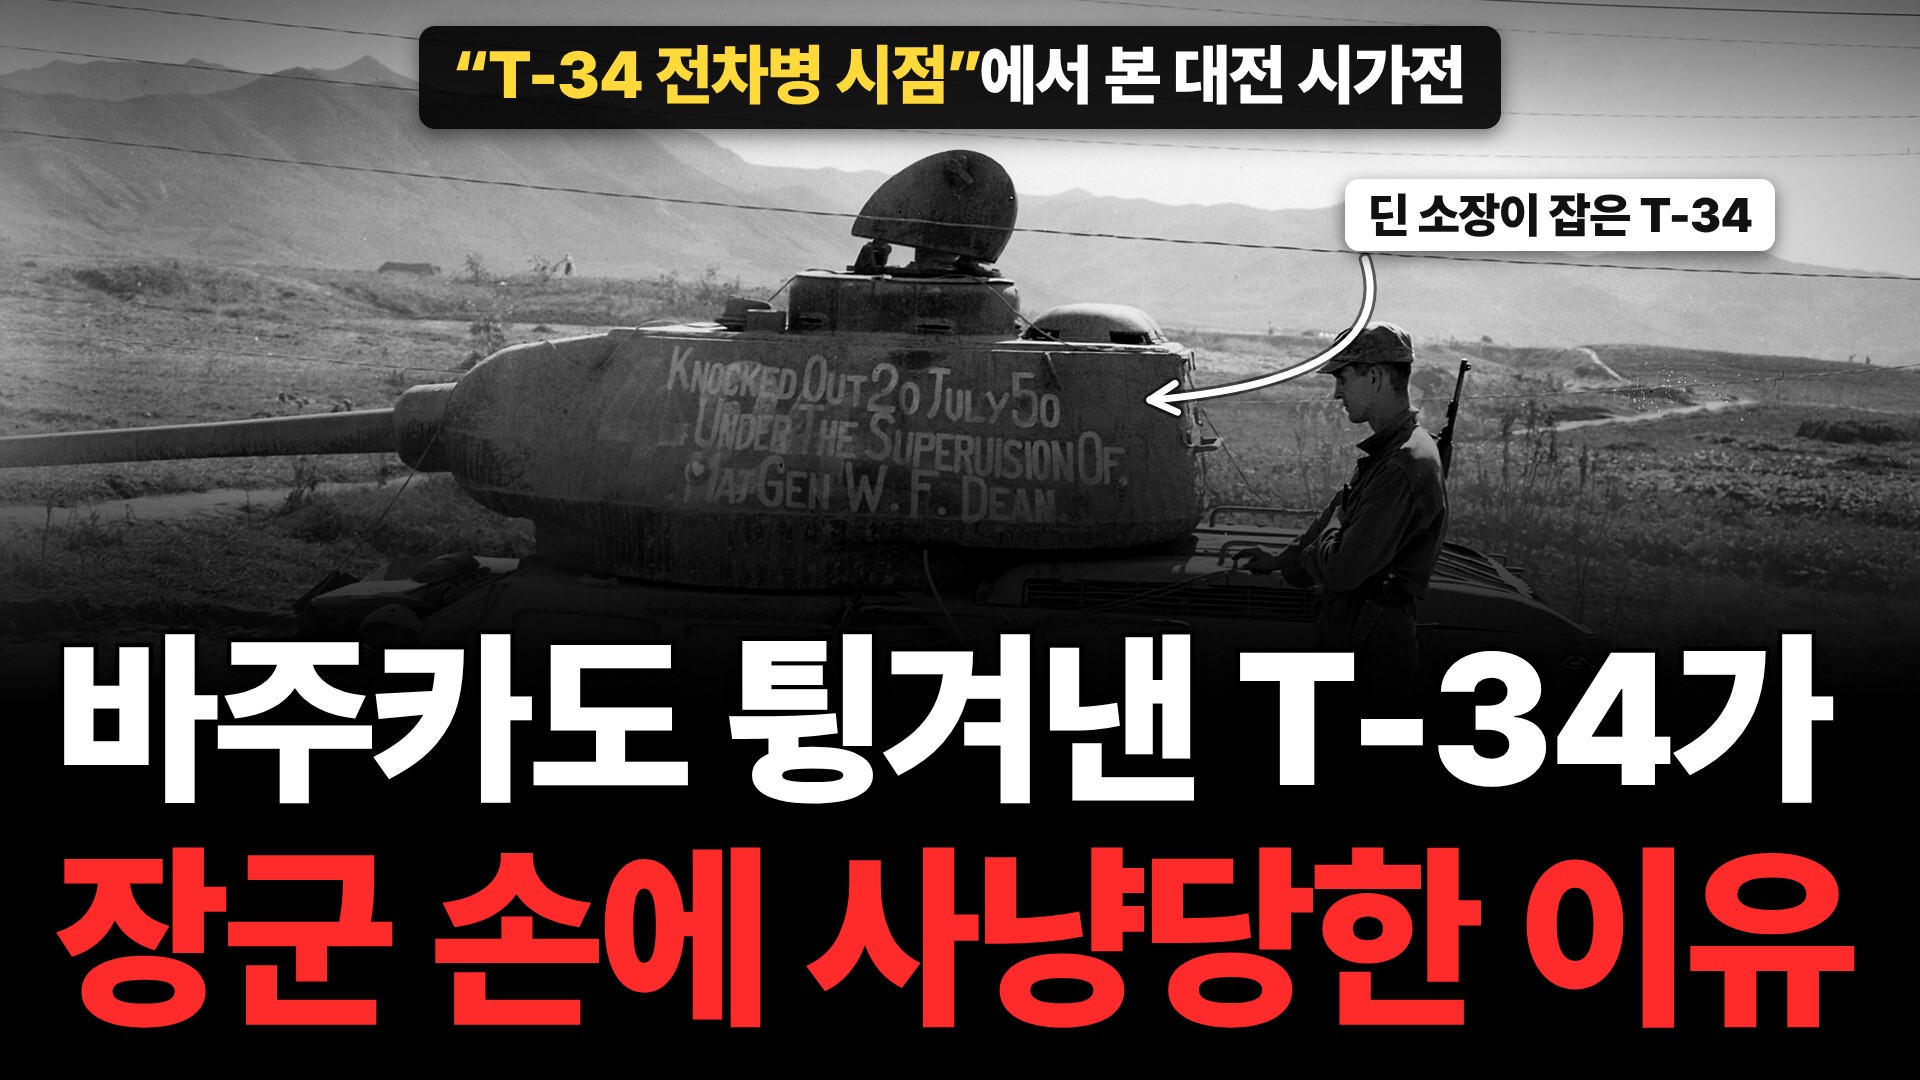 “T-34 전차병 시점”에서 본 대전 시가전
딘 소장이 잡은 T-34
KNOCKED OUT 20 JULY 50
UNDER THE SUPERUISION OF.
MAJ GEN W. F. DEAN.
바주카도 튕겨낸 T-34가
장군 손에 사냥당한 이유